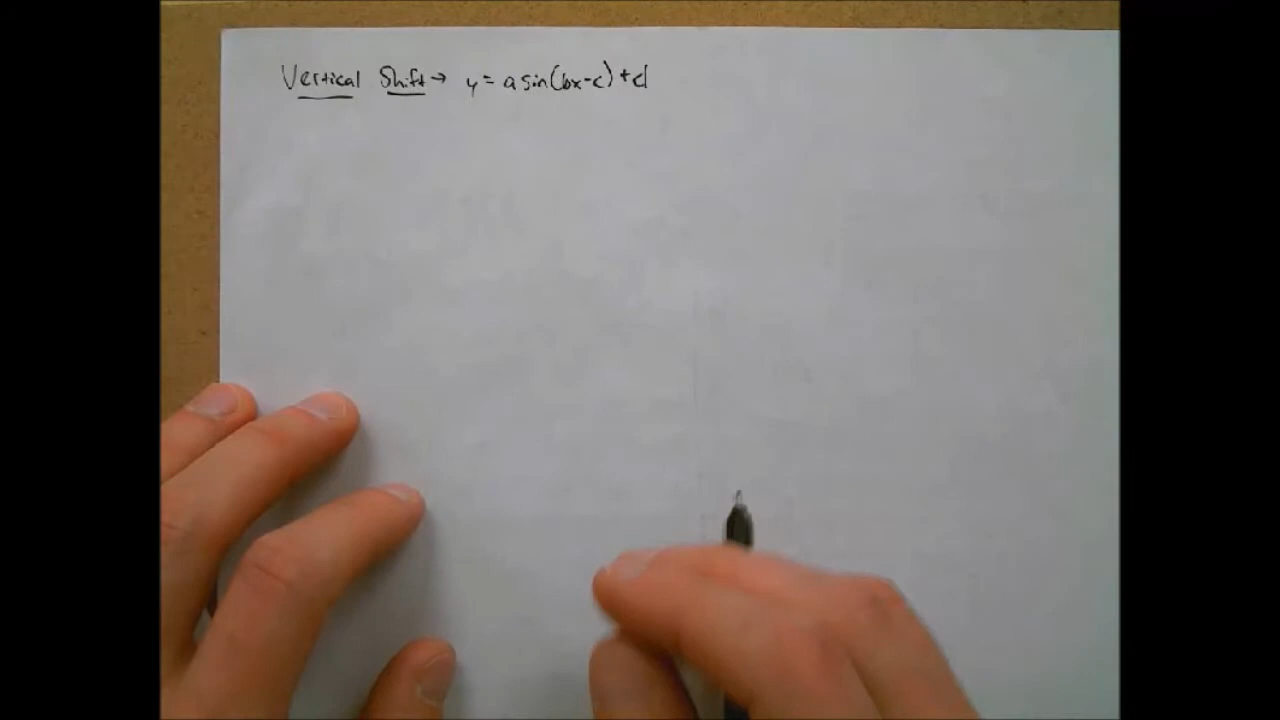 Vertical Shift → y = a sin(bx-c) + d